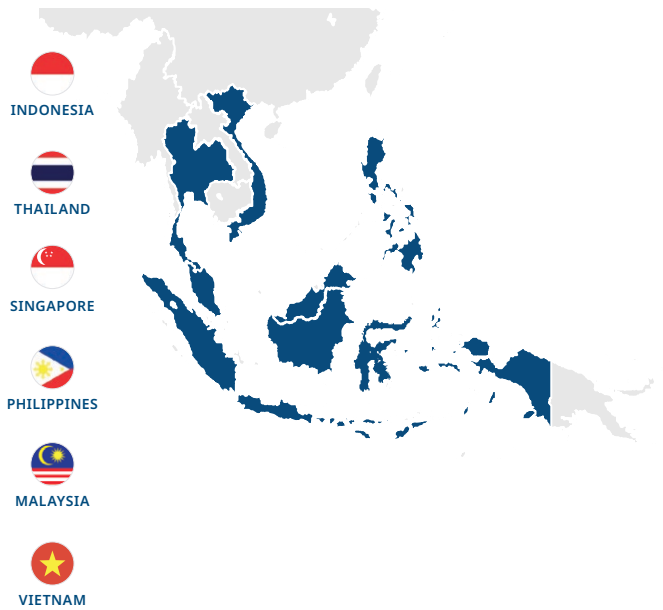 INDONESIA
THAILAND
SINGAPORE
PHILIPPINES
MALAYSIA
VIETNAM